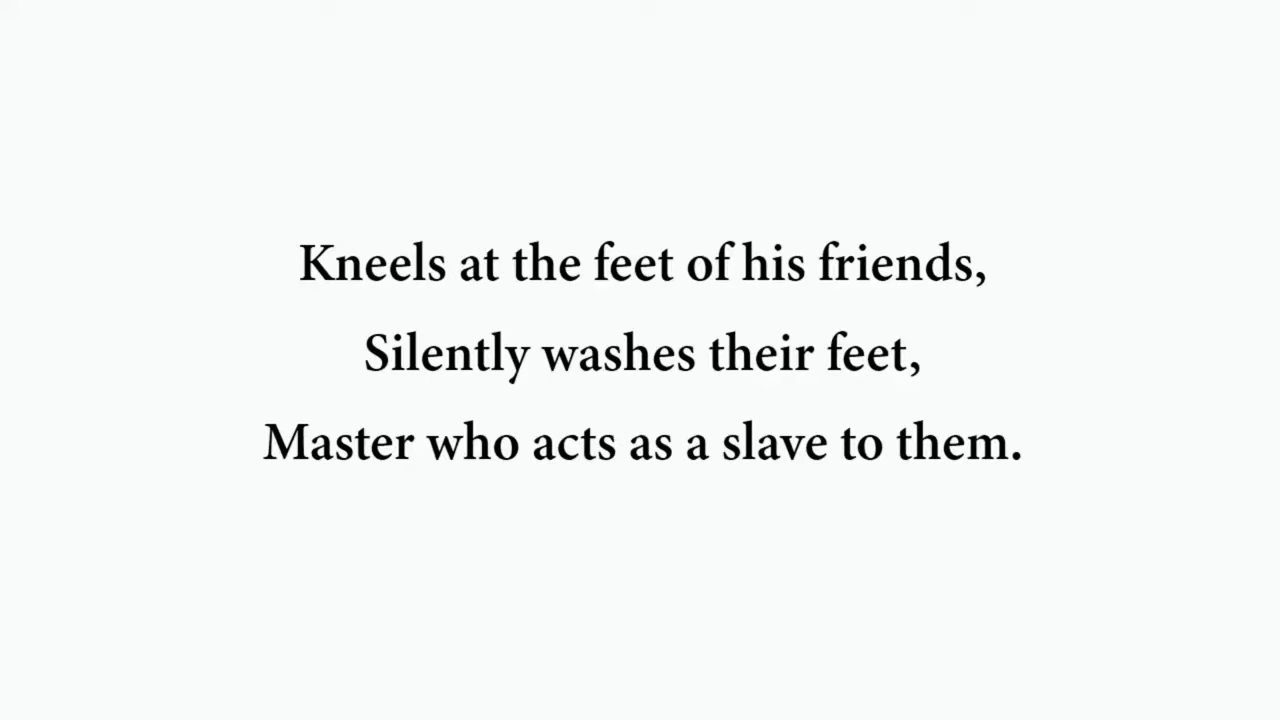 Kneels at the feet of his friends,
Silently washes their feet,
Master who acts as a slave to them.